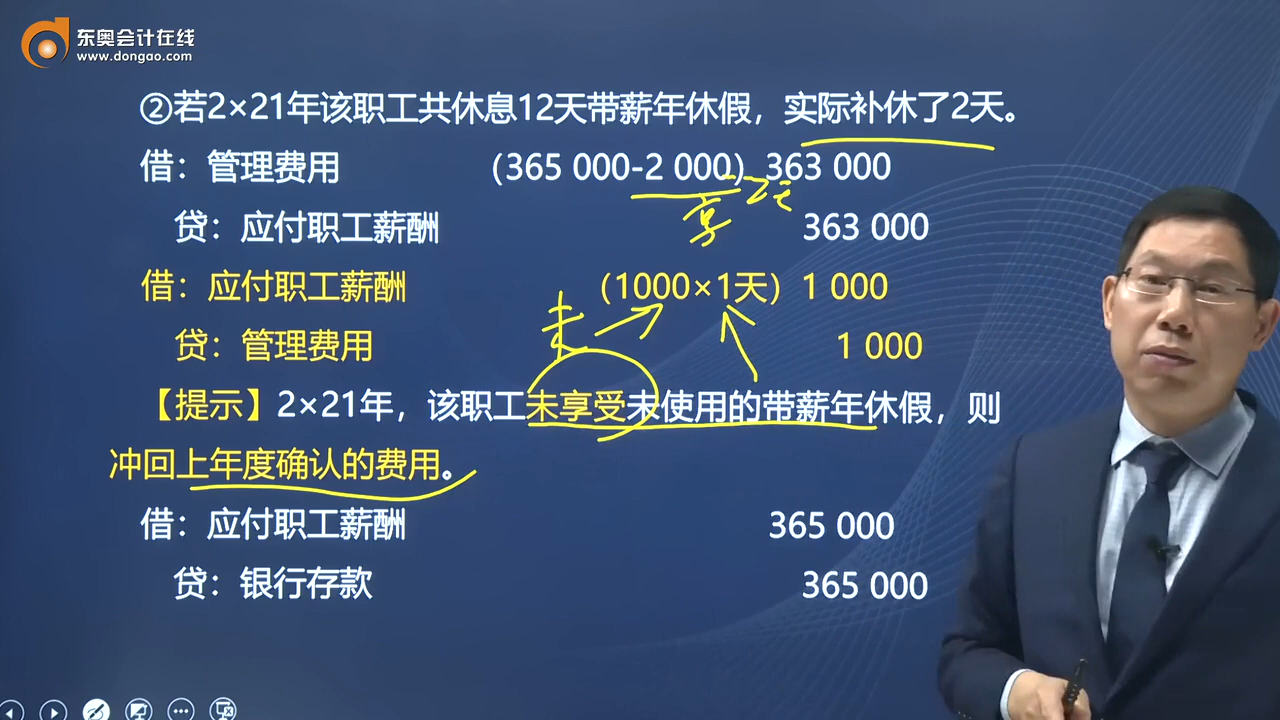 东奥会计在线
www.dongao.com
②若2×21年该职工共休息12天带薪年休假，实际补休了2天。
借：管理费用 （365 000-2 000）363 000
享 2天
贷：应付职工薪酬 363 000
借：应付职工薪酬 （1000×1天）1 000
未
贷：管理费用 1 000
【提示】2×21年，该职工未享受未使用的带薪年休假，则
冲回上年度确认的费用。
借：应付职工薪酬 365 000
贷：银行存款 365 000